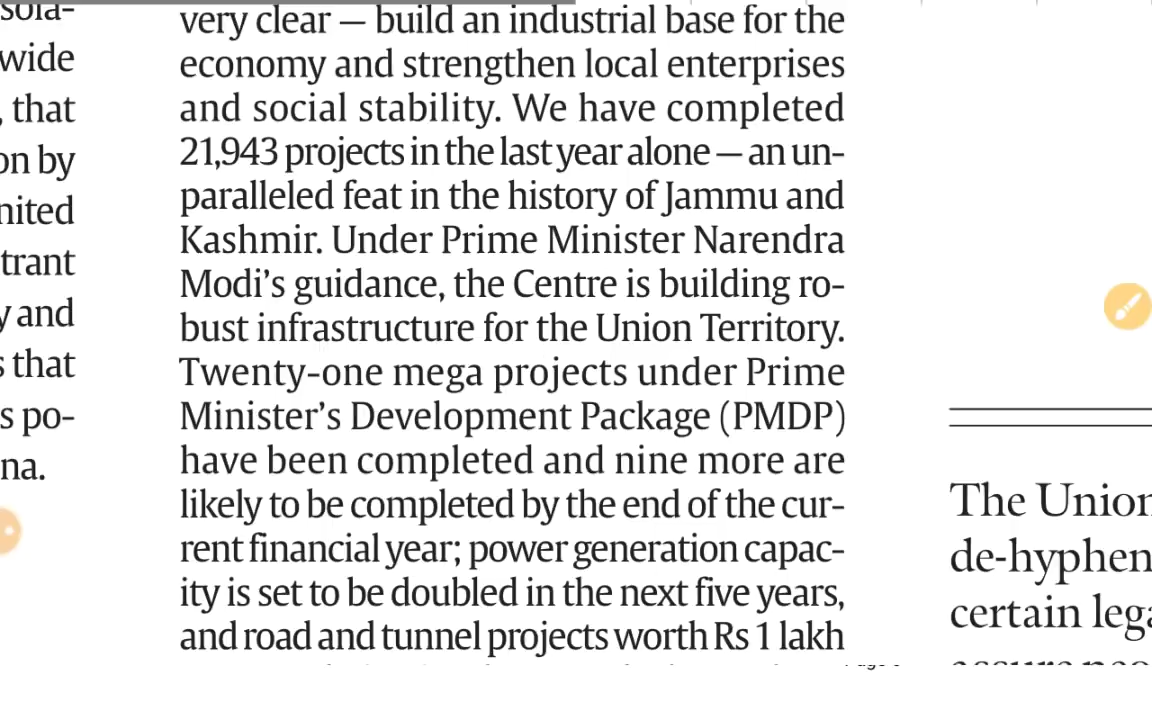 sola-
wide
, that
on by
nited
trant
y and
s that
s po-
na.
very clear — build an industrial base for the
economy and strengthen local enterprises
and social stability. We have completed
21,943 projects in the last year alone — an un-
paralleled feat in the history of Jammu and
Kashmir. Under Prime Minister Narendra
Modi's guidance, the Centre is building ro-
bust infrastructure for the Union Territory.
Twenty-one mega projects under Prime
Minister's Development Package (PMDP)
have been completed and nine more are
likely to be completed by the end of the cur-
rent financial year; power generation capac-
ity is set to be doubled in the next five years,
and road and tunnel projects worth Rs 1 lakh
The Union
de-hyphen
certain lega